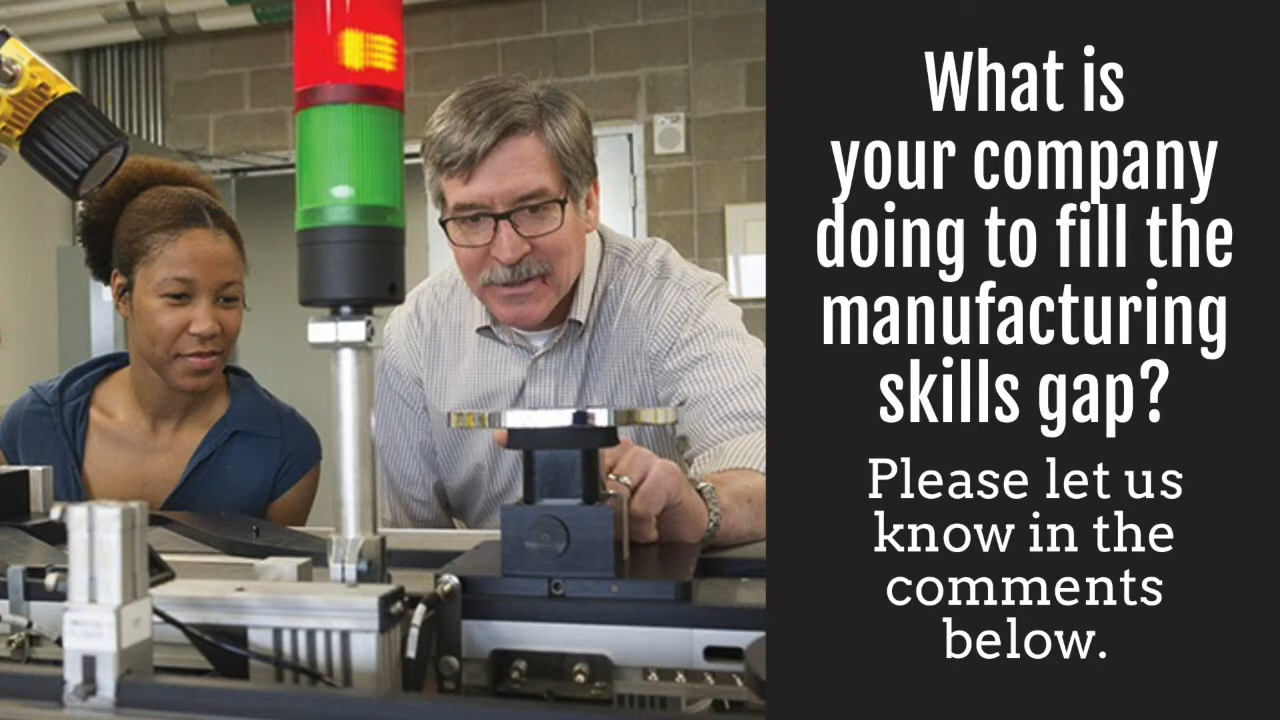 What is
your company
doing to fill the
manufacturing
skills gap?
Please let us
know in the
comments
below.